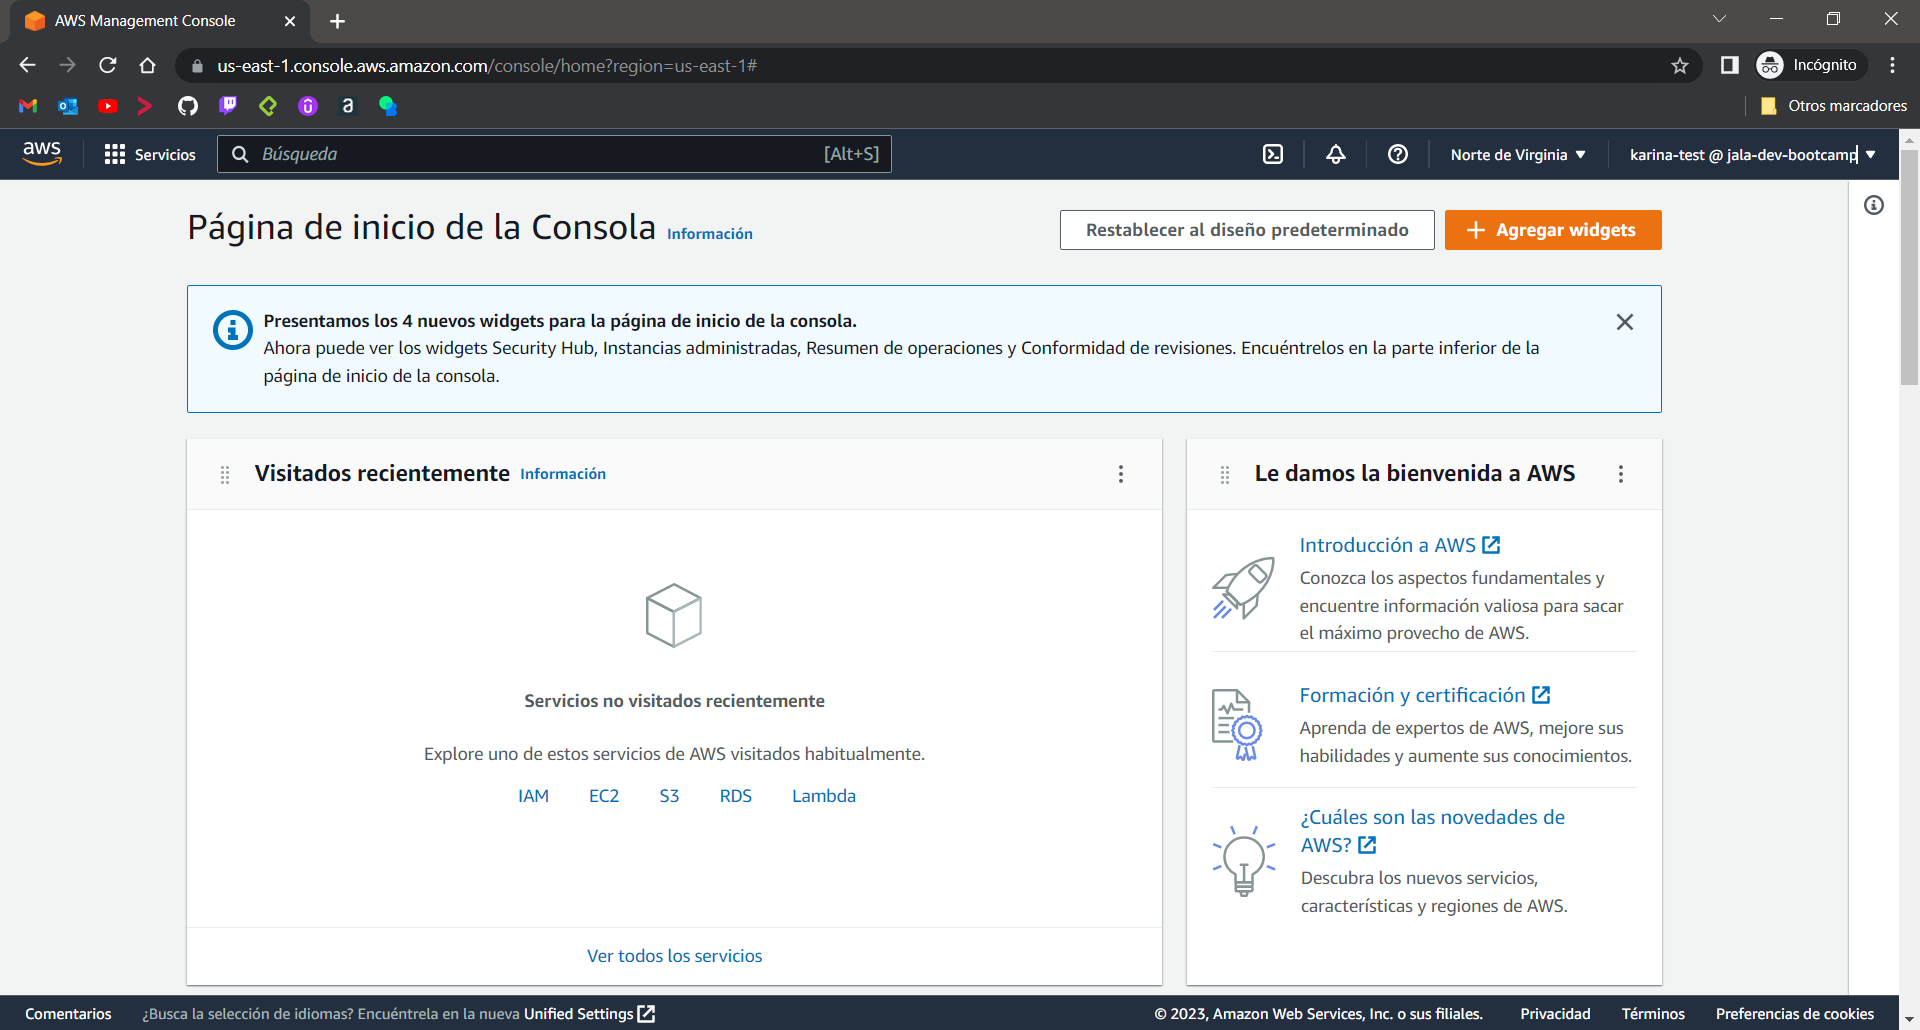 AWS Management Console
us-east-1.console.aws.amazon.com/console/home?region=us-east-1#
Incógnito
Otros marcadores
aws
Servicios
Búsqueda
[Alt+S]
Norte de Virginia
karina-test @ jala-dev-bootcamp
Página de inicio de la Consola
Información
Restablecer al diseño predeterminado
Agregar widgets
Presentamos los 4 nuevos widgets para la página de inicio de la consola.
Ahora puede ver los widgets Security Hub, Instancias administradas, Resumen de operaciones y Conformidad de revisiones. Encuéntrelos en la parte inferior de la
página de inicio de la consola.
Visitados recientemente
Información
Servicios no visitados recientemente
Explore uno de estos servicios de AWS visitados habitualmente.
IAM
EC2
S3
RDS
Lambda
Ver todos los servicios
Le damos la bienvenida a AWS
Introducción a AWS
Conozca los aspectos fundamentales y
encuentre información valiosa para sacar
el máximo provecho de AWS.
Formación y certificación
Aprenda de expertos de AWS, mejore sus
habilidades y aumente sus conocimientos.
¿Cuáles son las novedades de
AWS?
Descubra los nuevos servicios,
características y regiones de AWS.
Comentarios
¿Busca la selección de idiomas? Encuéntrela en la nueva Unified Settings
© 2023, Amazon Web Services, Inc. o sus filiales.
Privacidad
Términos
Preferencias de cookies